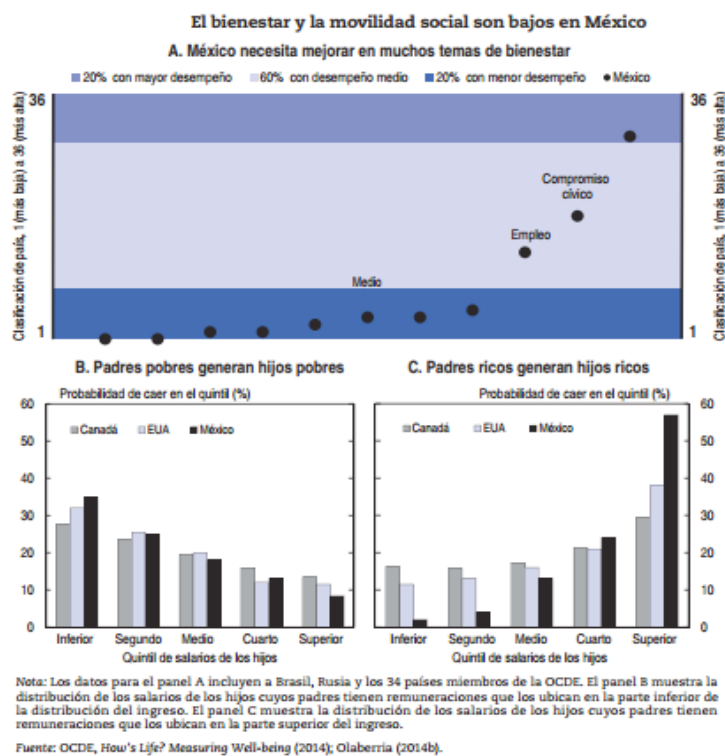 El bienestar y la movilidad social son bajos en México
A. México necesita mejorar en muchos temas de bienestar
20% con mayor desempeño 60% con desempeño medio 20% con menor desempeño México
36 36
Clasificación de país, 1 (más baja) a 36 (más alta)
Clasificación de país, 1 (más baja) a 36 (más alta)
Compromiso
cívico
Empleo
Medio
1 1
B. Padres pobres generan hijos pobres
Probabilidad de caer en el quintil (%)
60
50
40
30
20
10
0
Canadá EUA México
Inferior Segundo Medio Cuarto Superior
Quintil de salarios de los hijos
C. Padres ricos generan hijos ricos
Probabilidad de caer en el quintil (%)
60
50
40
30
20
10
0
Canadá EUA México
Inferior Segundo Medio Cuarto Superior
Quintil de salarios de los hijos
Nota: Los datos para el panel A incluyen a Brasil, Rusia y los 34 países miembros de la OCDE. El panel B muestra la
distribución de los salarios de los hijos cuyos padres tienen remuneraciones que los ubican en la parte inferior de
la distribución del ingreso. El panel C muestra la distribución de los salarios de los hijos cuyos padres tienen
remuneraciones que los ubican en la parte superior del ingreso.
Fuente: OCDE, How's Life? Measuring Well-being (2014); Olaberria (2014b).